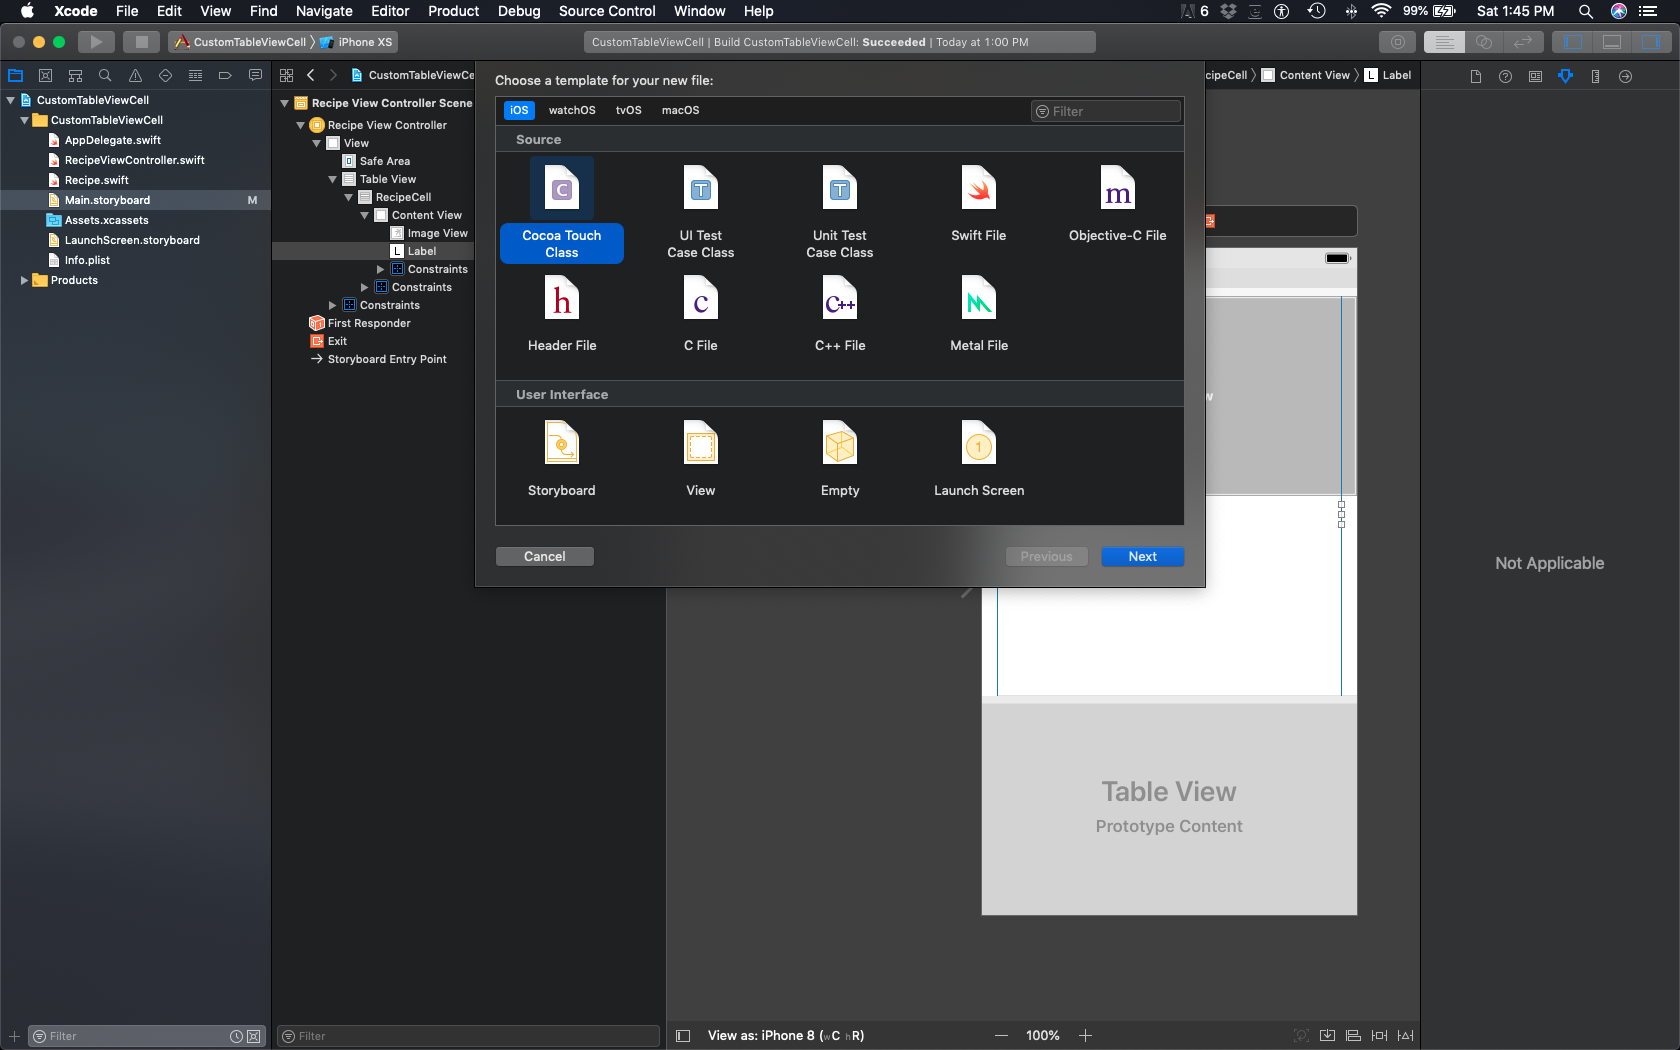 Xcode File Edit View Find Navigate Editor Product Debug Source Control Window Help 6 99% Sat 1:45 PM
CustomTableViewCell iPhone XS CustomTableViewCell | Build CustomTableViewCell: Succeeded | Today at 1:00 PM
CustomTableViewCell
CustomTableViewCell
AppDelegate.swift
RecipeViewController.swift
Recipe.swift
Main.storyboard M
Assets.xcassets
LaunchScreen.storyboard
Info.plist
Products
Filter
CustomTableViewCe
Recipe View Controller Scene
Recipe View Controller
View
Safe Area
Table View
RecipeCell
Content View
Image View
L Label
Constraints
Constraints
Constraints
First Responder
Exit
Storyboard Entry Point
Filter
Choose a template for your new file:
iOS watchOS tvOS macOS Filter
Source
Cocoa Touch Class
UI Test Case Class
Unit Test Case Class
Swift File
Objective-C File
Header File
C File
C++ File
Metal File
User Interface
Storyboard
View
Empty
Launch Screen
Cancel Previous Next
cipeCell Content View L Label
w
Table View
Prototype Content
View as: iPhone 8 (wC hR) 100%
Not Applicable